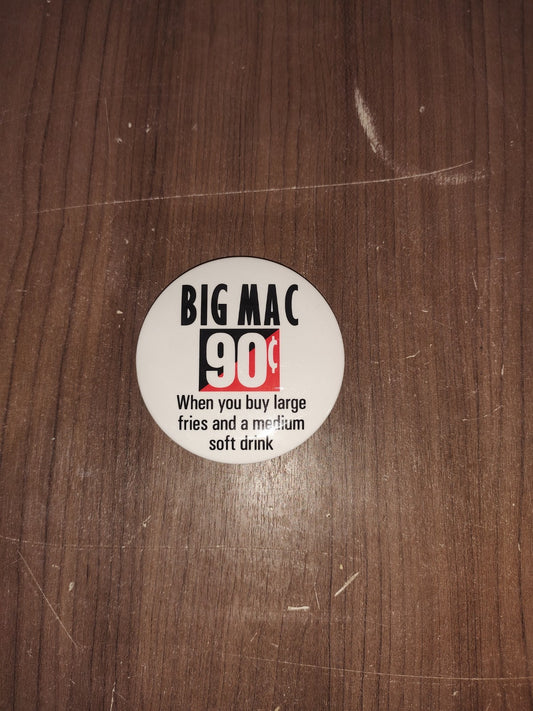 BIG MAC
90¢
When you buy large
fries and a medium
soft drink